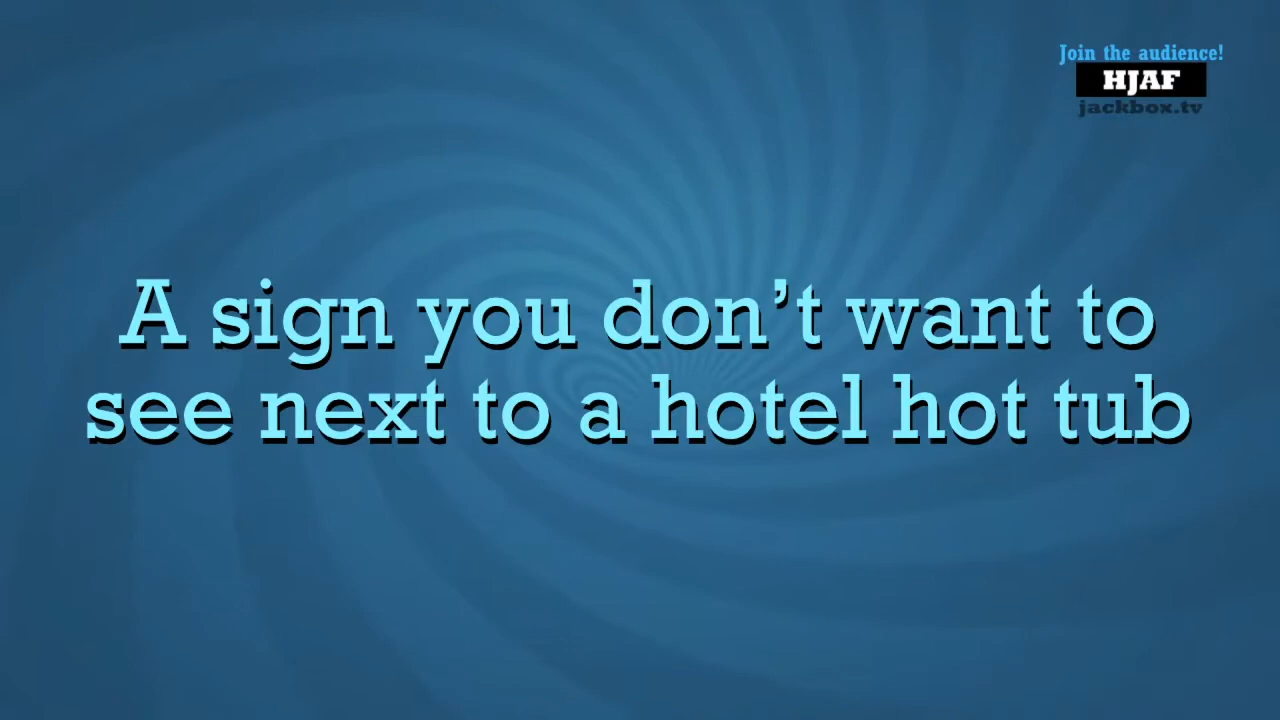 Join the audience!
HJAF
jackbox.tv
A sign you don’t want to
see next to a hotel hot tub